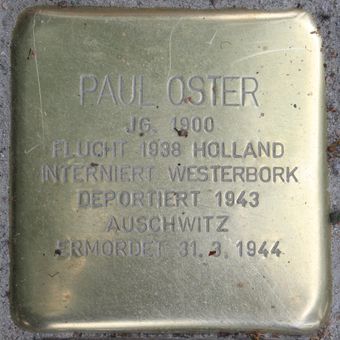 PAUL OSTER
JG. 1900
FLUCHT 1938 HOLLAND
INTERNIERT WESTERBORK
DEPORTIERT 1943
AUSCHWITZ
ERMORDET 31.3.1944